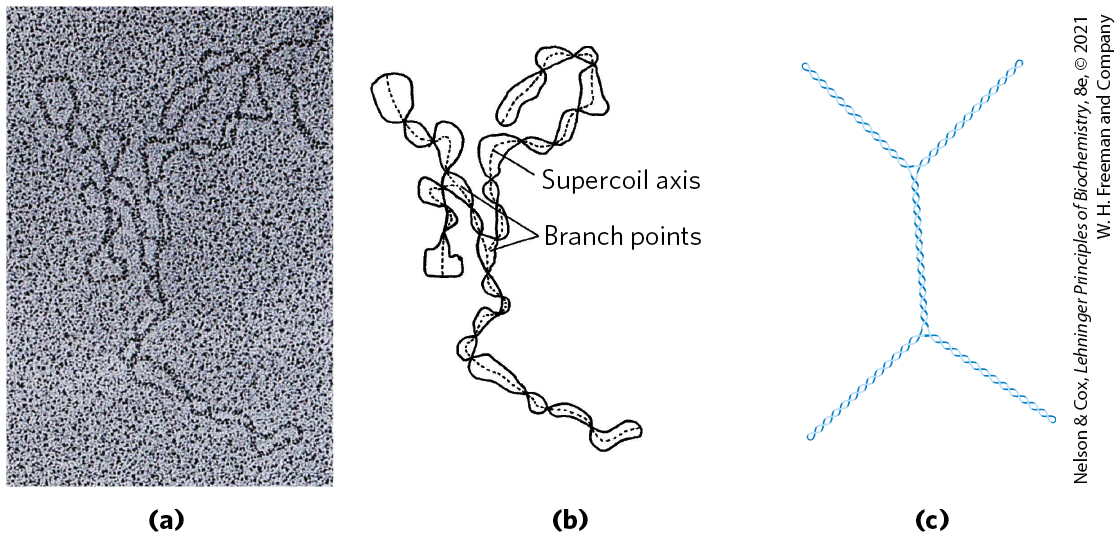 Supercoil axis
Branch points
(a)
(b)
(c)
Nelson & Cox, Lehninger Principles of Biochemistry, 8e, © 2021
W. H. Freeman and Company